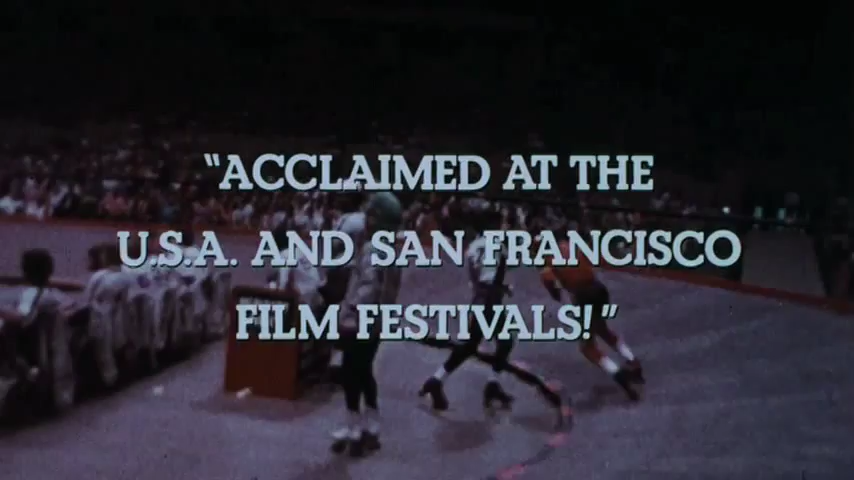 “ACCLAIMED AT THE
U.S.A. AND SAN FRANCISCO
FILM FESTIVALS!”